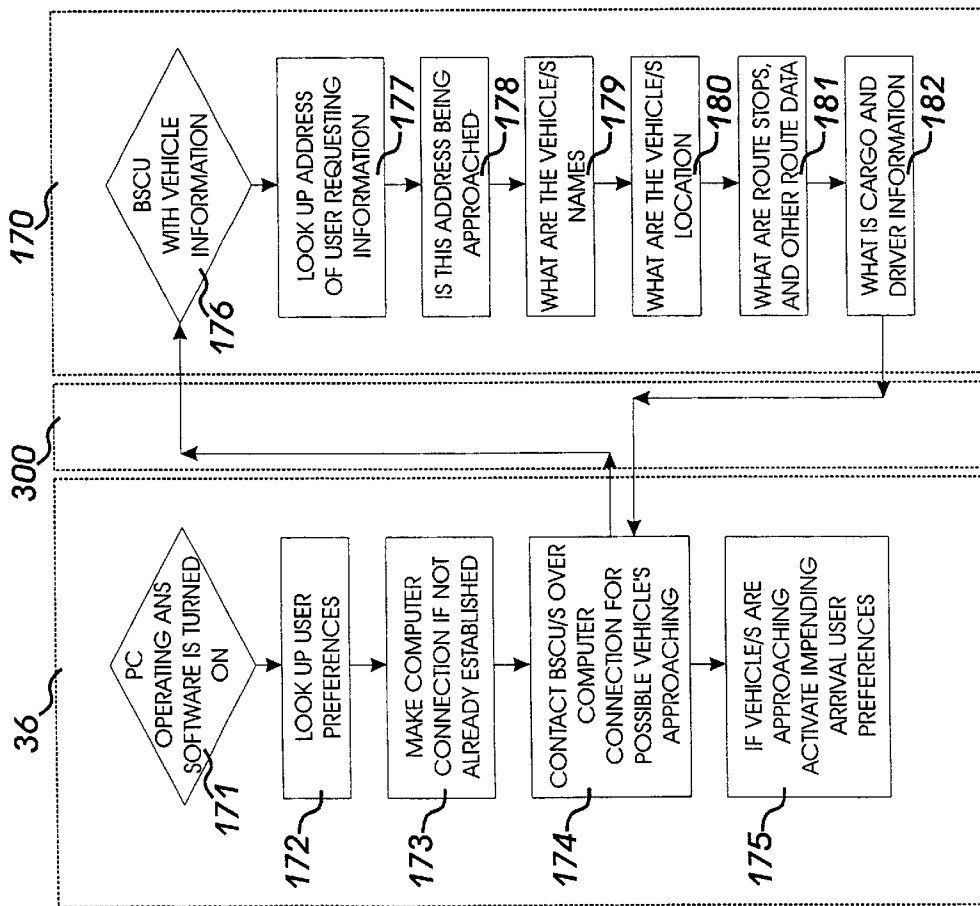 36
300
170
PC
OPERATING ANS
SOFTWARE IS TURNED
ON
171
LOOK UP USER
PREFERENCES
172
MAKE COMPUTER
CONNECTION IF NOT
ALREADY ESTABLISHED
173
CONTACT BSCU/S OVER
COMPUTER
CONNECTION FOR
POSSIBLE VEHICLE'S
APPROACHING
174
IF VEHICLE/S ARE
APPROACHING
ACTIVATE IMPENDING
ARRIVAL USER
PREFERENCES
175
BSCU
WITH VEHICLE
INFORMATION
176
LOOK UP ADDRESS
OF USER REQUESTING
INFORMATION
177
IS THIS ADDRESS BEING
APPROACHED-
178
WHAT ARE THE VEHICLE/S
NAMES
179
WHAT ARE THE VEHICLE/S
LOCATION
180
WHAT ARE ROUTE STOPS,
AND OTHER ROUTE DATA
181
WHAT IS CARGO AND
DRIVER INFORMATION
182